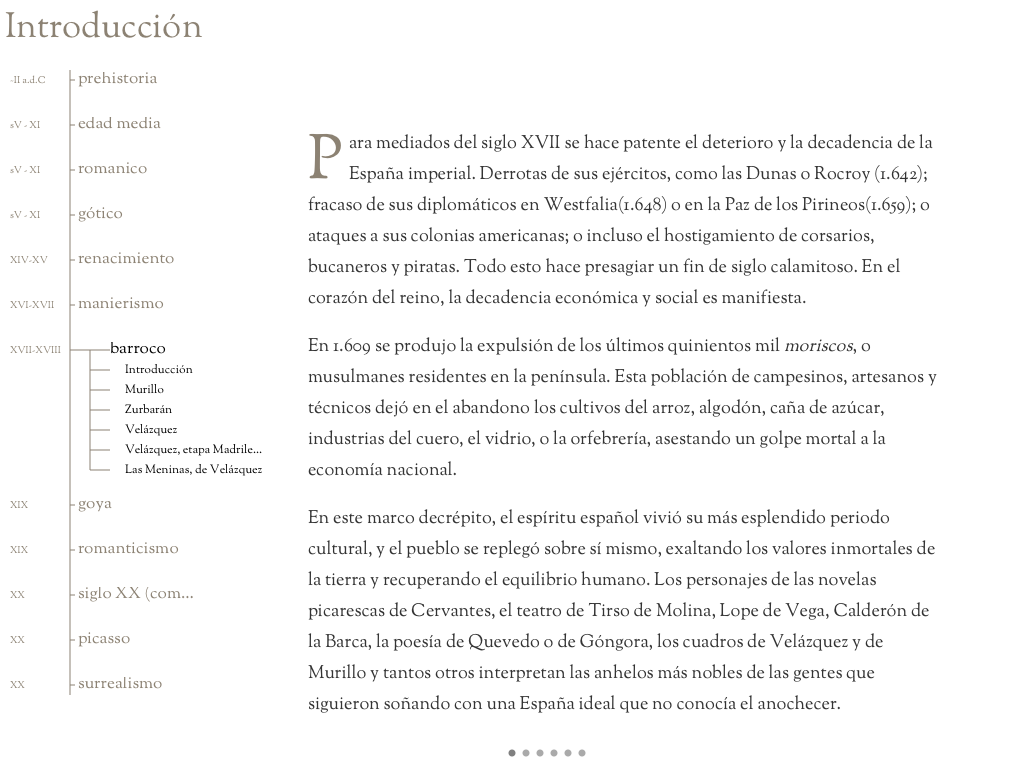 Introducción
-II a.d.C prehistoria
sV - XI edad media
sV - XI romanico
sV - XI gótico
XIV-XV renacimiento
XVI-XVII manierismo
XVII-XVIII barroco
Introducción
Murillo
Zurbarán
Velázquez
Velázquez, etapa Madrile...
Las Meninas, de Velázquez
XIX goya
XIX romanticismo
XX siglo XX (com...
XX picasso
XX surrealismo
Para mediados del siglo XVII se hace patente el deterioro y la decadencia de la
España imperial. Derrotas de sus ejércitos, como las Dunas o Rocroy (1.642);
fracaso de sus diplomáticos en Westfalia(1.648) o en la Paz de los Pirineos(1.659); o
ataques a sus colonias americanas; o incluso el hostigamiento de corsarios,
bucaneros y piratas. Todo esto hace presagiar un fin de siglo calamitoso. En el
corazón del reino, la decadencia económica y social es manifiesta.
En 1.609 se produjo la expulsión de los últimos quinientos mil moriscos, o
musulmanes residentes en la península. Esta población de campesinos, artesanos y
técnicos dejó en el abandono los cultivos del arroz, algodón, caña de azúcar,
industrias del cuero, el vidrio, o la orfebrería, asestando un golpe mortal a la
economía nacional.
En este marco decrépito, el espíritu español vivió su más esplendido periodo
cultural, y el pueblo se replegó sobre sí mismo, exaltando los valores inmortales de
la tierra y recuperando el equilibrio humano. Los personajes de las novelas
picarescas de Cervantes, el teatro de Tirso de Molina, Lope de Vega, Calderón de
la Barca, la poesía de Quevedo o de Góngora, los cuadros de Velázquez y de
Murillo y tantos otros interpretan las anhelos más nobles de las gentes que
siguieron soñando con una España ideal que no conocía el anochecer.